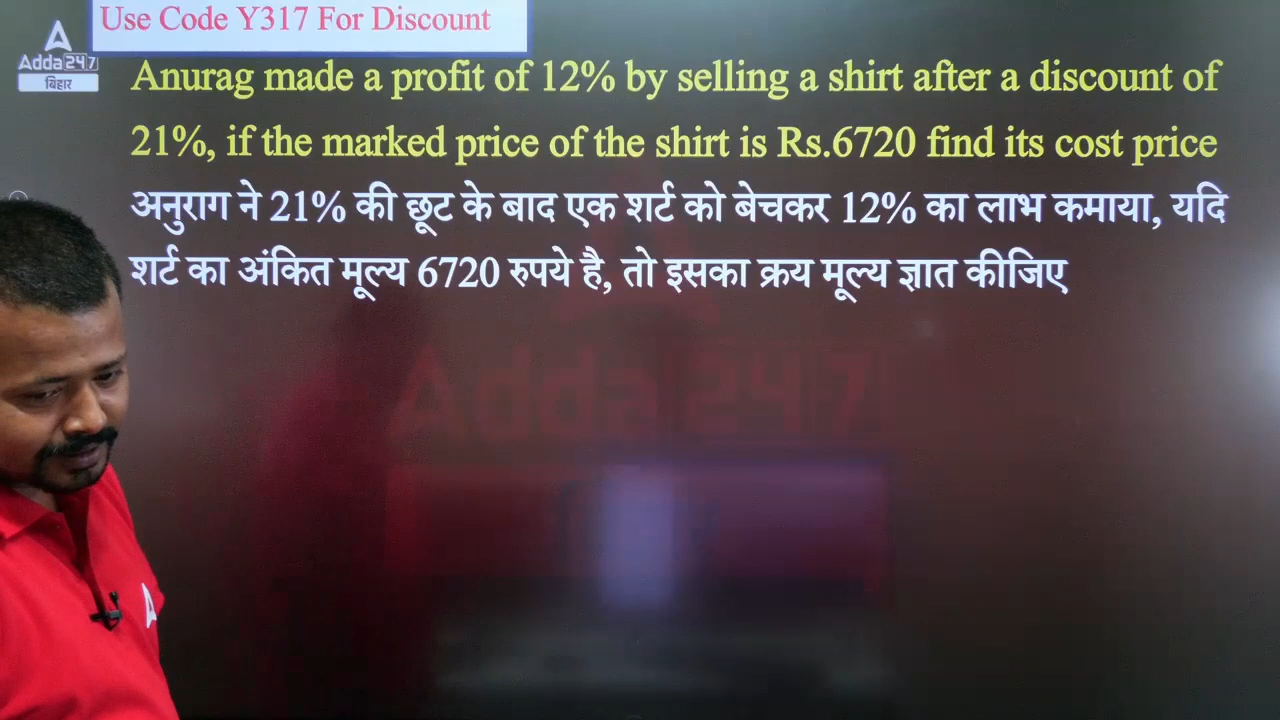 Use Code Y317 For Discount
Adda247
बिहार
Anurag made a profit of 12% by selling a shirt after a discount of
21%, if the marked price of the shirt is Rs.6720 find its cost price
अनुराग ने 21% की छूट के बाद एक शर्ट को बेचकर 12% का लाभ कमाया, यदि
शर्ट का अंकित मूल्य 6720 रुपये है, तो इसका क्रय मूल्य ज्ञात कीजिए
Adda247